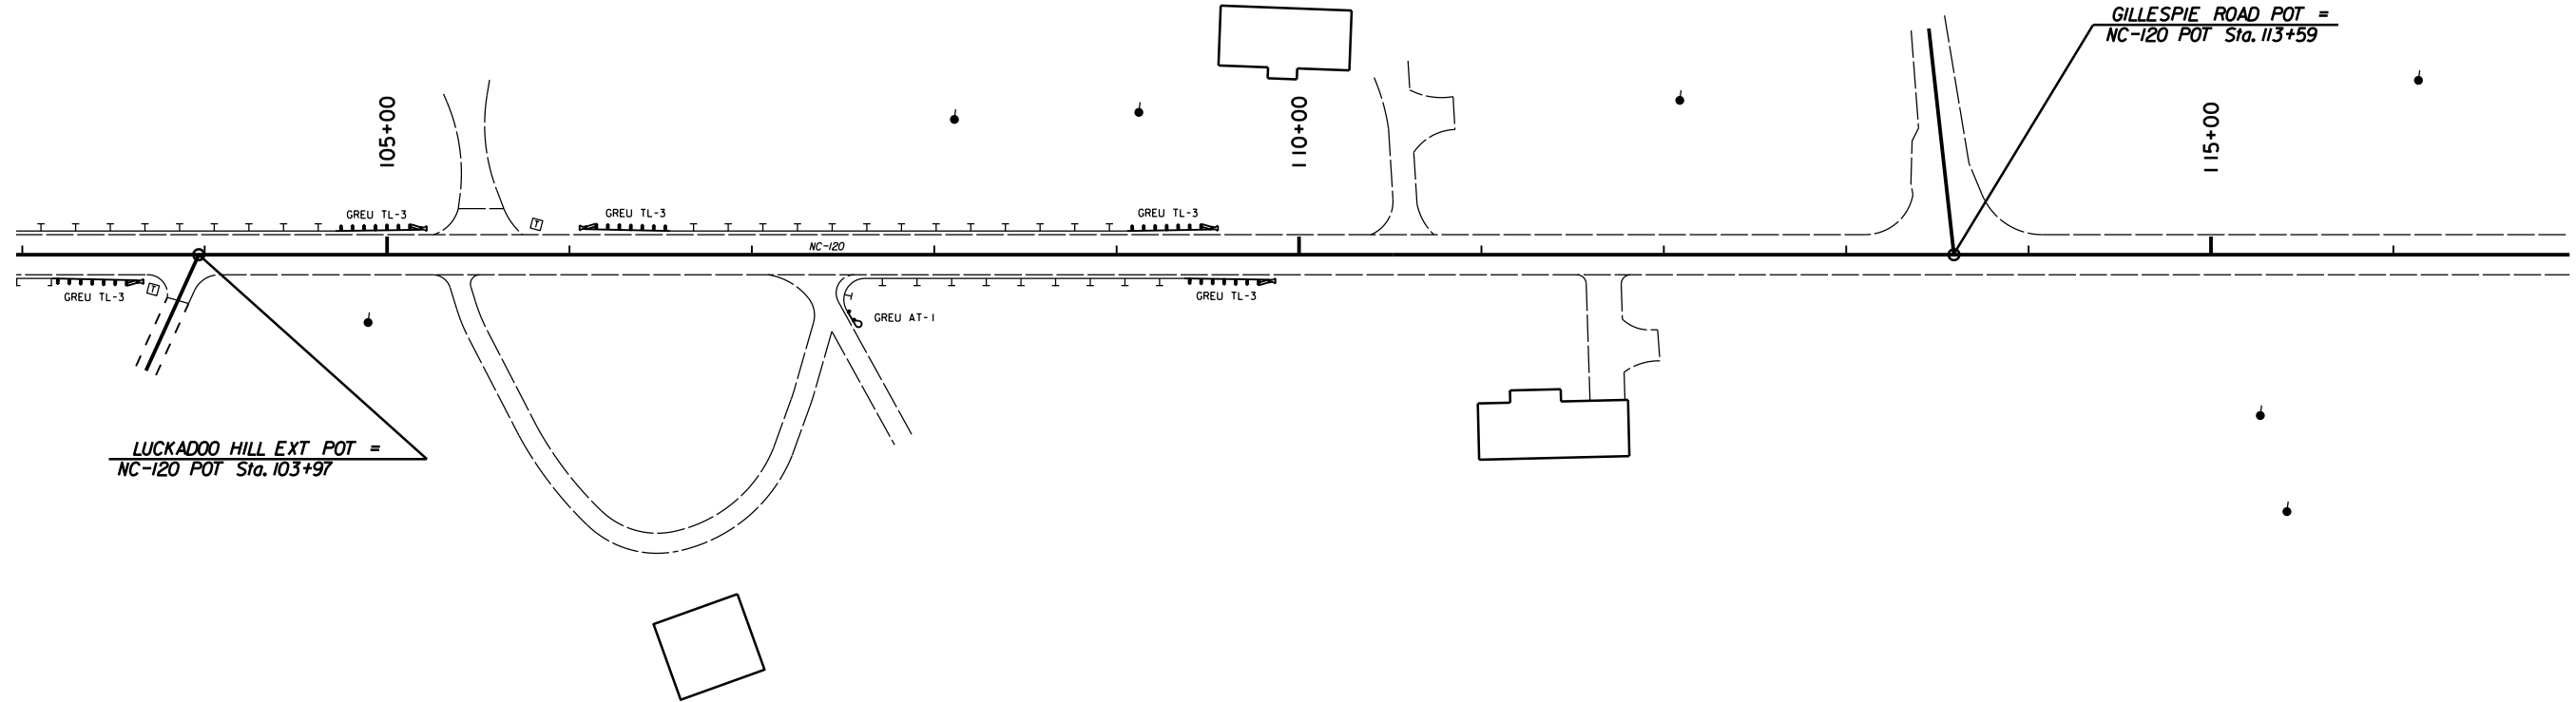 GILLESPIE ROAD POT =
NC-120 POT Sta. 113+59
105+00
110+00
115+00
GREU TL-3
GREU TL-3
GREU TL-3
T
NC-120
GREU TL-3
T
GREU TL-3
GREU AT-1
LUCKADOO HILL EXT POT =
NC-120 POT Sta. 103+97